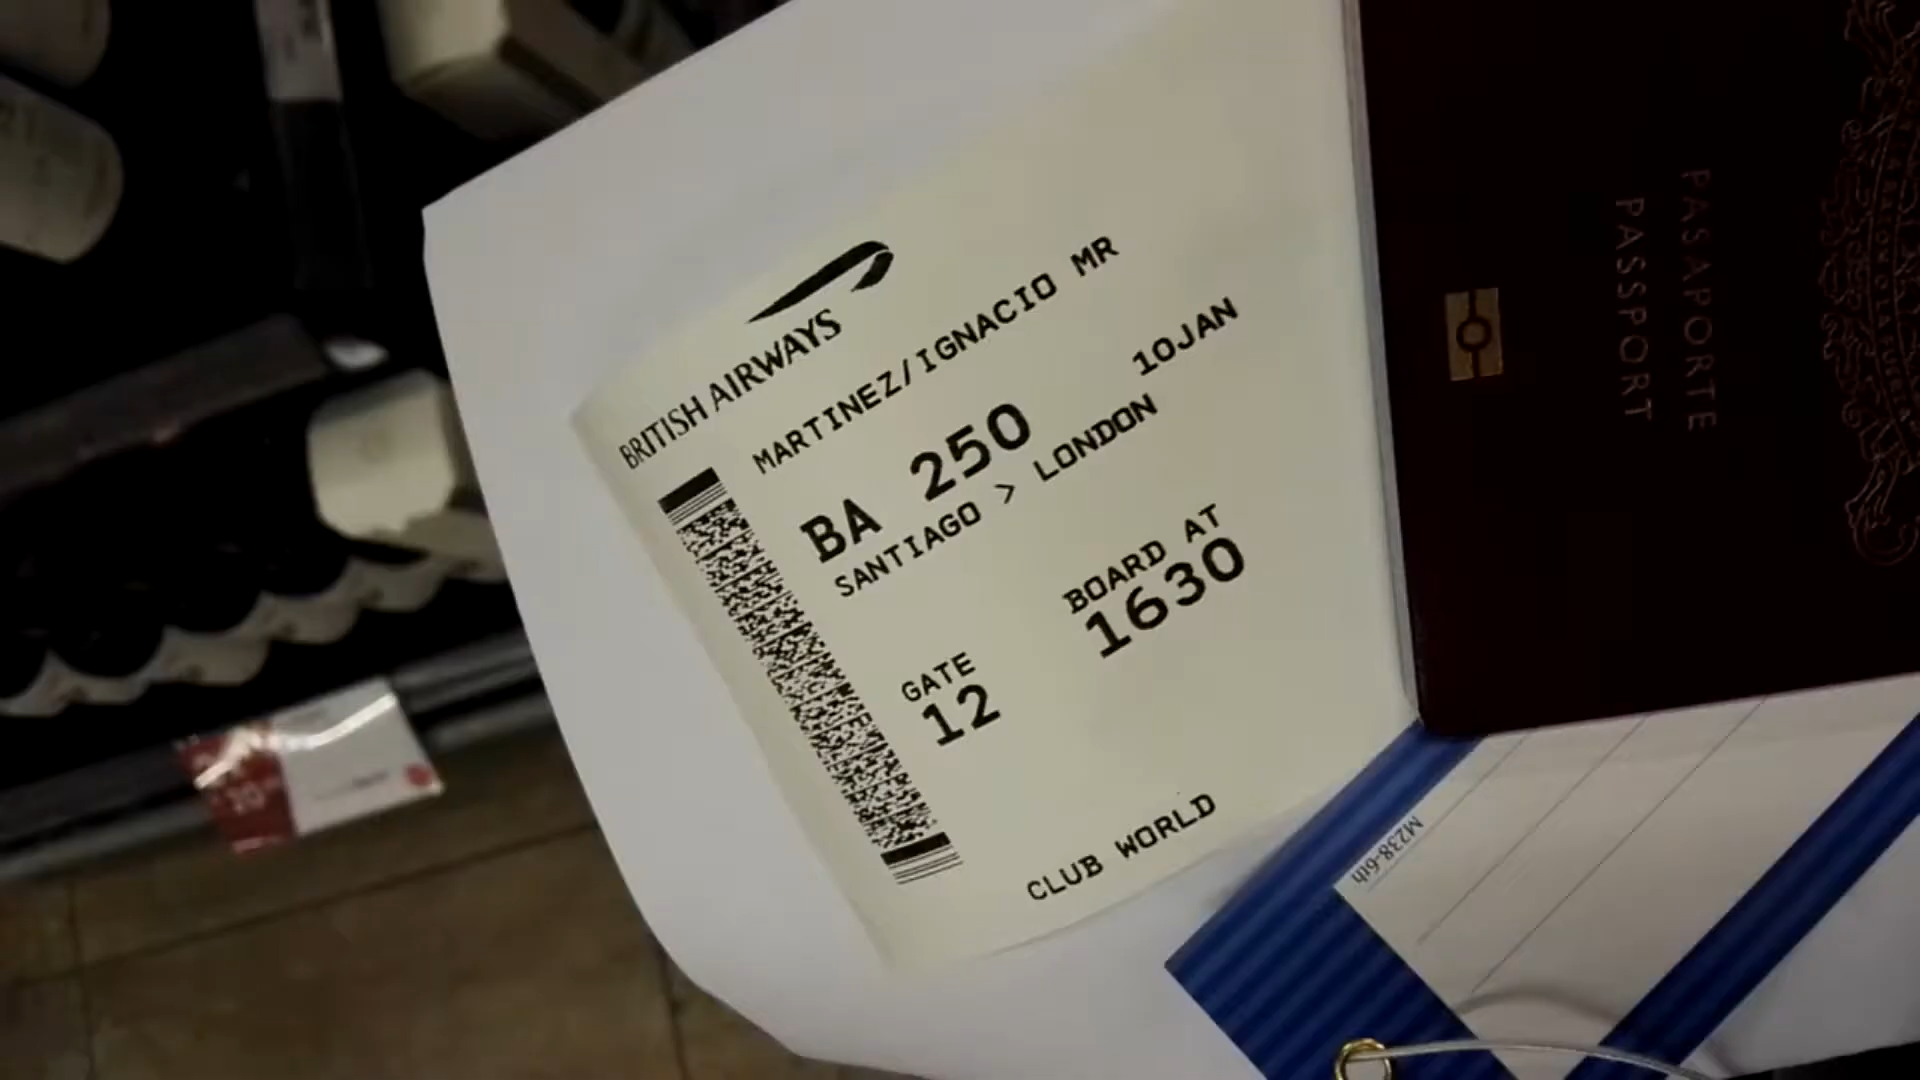 BRITISH AIRWAYS
MARTINEZ/IGNACIO MR
10JAN
BA 250
SANTIAGO > LONDON
GATE
12
BOARD AT
1630
CLUB WORLD
PASAPORTE
PASSPORT
M238-6th